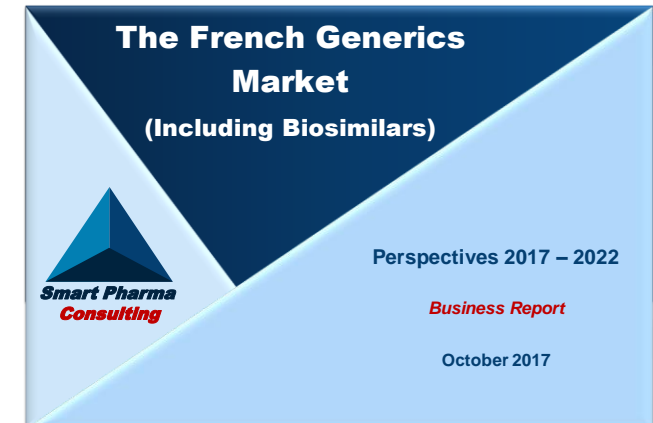 The French Generics
Market
(Including Biosimilars)
Smart Pharma
Consulting
Perspectives 2017 – 2022
Business Report
October 2017